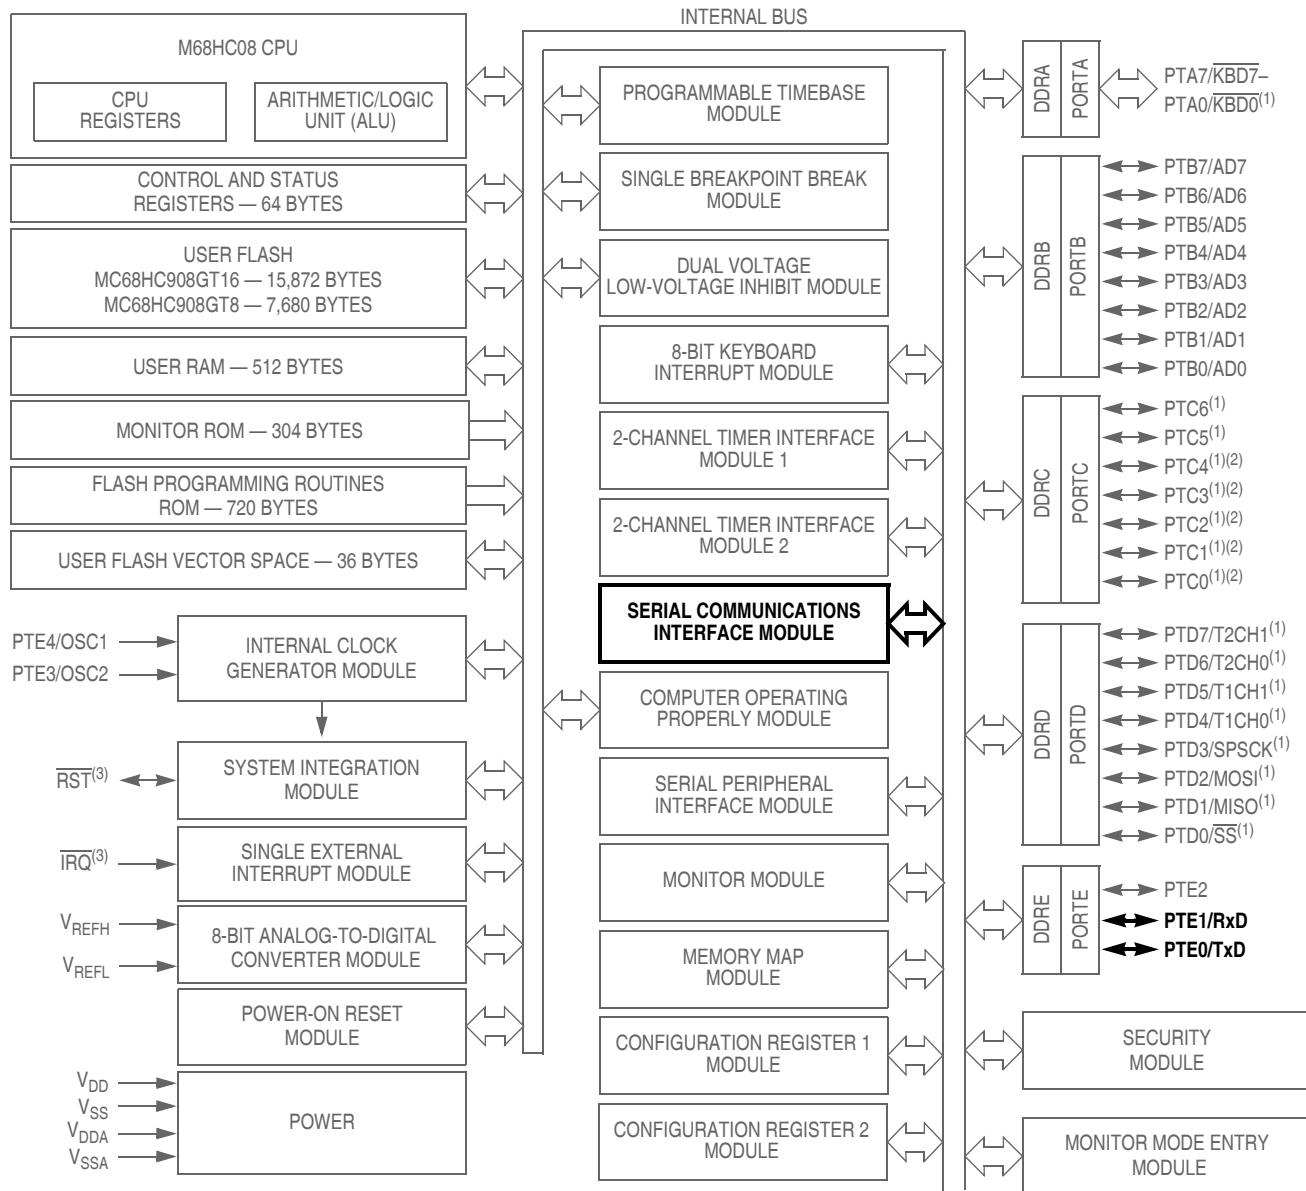 INTERNAL BUS
M68HC08 CPU
CPU
REGISTERS
ARITHMETIC/LOGIC
UNIT (ALU)
CONTROL AND STATUS
REGISTERS — 64 BYTES
USER FLASH
MC68HC908GT16 — 15,872 BYTES
MC68HC908GT8 — 7,680 BYTES
USER RAM — 512 BYTES
MONITOR ROM — 304 BYTES
FLASH PROGRAMMING ROUTINES
ROM — 720 BYTES
USER FLASH VECTOR SPACE — 36 BYTES
PTE4/OSC1
PTE3/OSC2
INTERNAL CLOCK
GENERATOR MODULE
RST(3)
SYSTEM INTEGRATION
MODULE
IRQ(3)
SINGLE EXTERNAL
INTERRUPT MODULE
VREFH
VREFL
8-BIT ANALOG-TO-DIGITAL
CONVERTER MODULE
POWER-ON RESET
MODULE
VDD
VSS
VDDA
VSSA
POWER
PROGRAMMABLE TIMEBASE
MODULE
SINGLE BREAKPOINT BREAK
MODULE
DUAL VOLTAGE
LOW-VOLTAGE INHIBIT MODULE
8-BIT KEYBOARD
INTERRUPT MODULE
2-CHANNEL TIMER INTERFACE
MODULE 1
2-CHANNEL TIMER INTERFACE
MODULE 2
SERIAL COMMUNICATIONS
INTERFACE MODULE
COMPUTER OPERATING
PROPERLY MODULE
SERIAL PERIPHERAL
INTERFACE MODULE
MONITOR MODULE
MEMORY MAP
MODULE
CONFIGURATION REGISTER 1
MODULE
CONFIGURATION REGISTER 2
MODULE
DDRA
PORTA
PTA7/KBD7–
PTA0/KBD0(1)
DDRB
PORTB
PTB7/AD7
PTB6/AD6
PTB5/AD5
PTB4/AD4
PTB3/AD3
PTB2/AD2
PTB1/AD1
PTB0/AD0
DDRC
PORTC
PTC6(1)
PTC5(1)
PTC4(1)(2)
PTC3(1)(2)
PTC2(1)(2)
PTC1(1)(2)
PTC0(1)(2)
DDRD
PORTD
PTD7/T2CH1(1)
PTD6/T2CH0(1)
PTD5/T1CH1(1)
PTD4/T1CH0(1)
PTD3/SPSCK(1)
PTD2/MOSI(1)
PTD1/MISO(1)
PTD0/SS(1)
DDRE
PORTE
PTE2
PTE1/RxD
PTE0/TxD
SECURITY
MODULE
MONITOR MODE ENTRY
MODULE